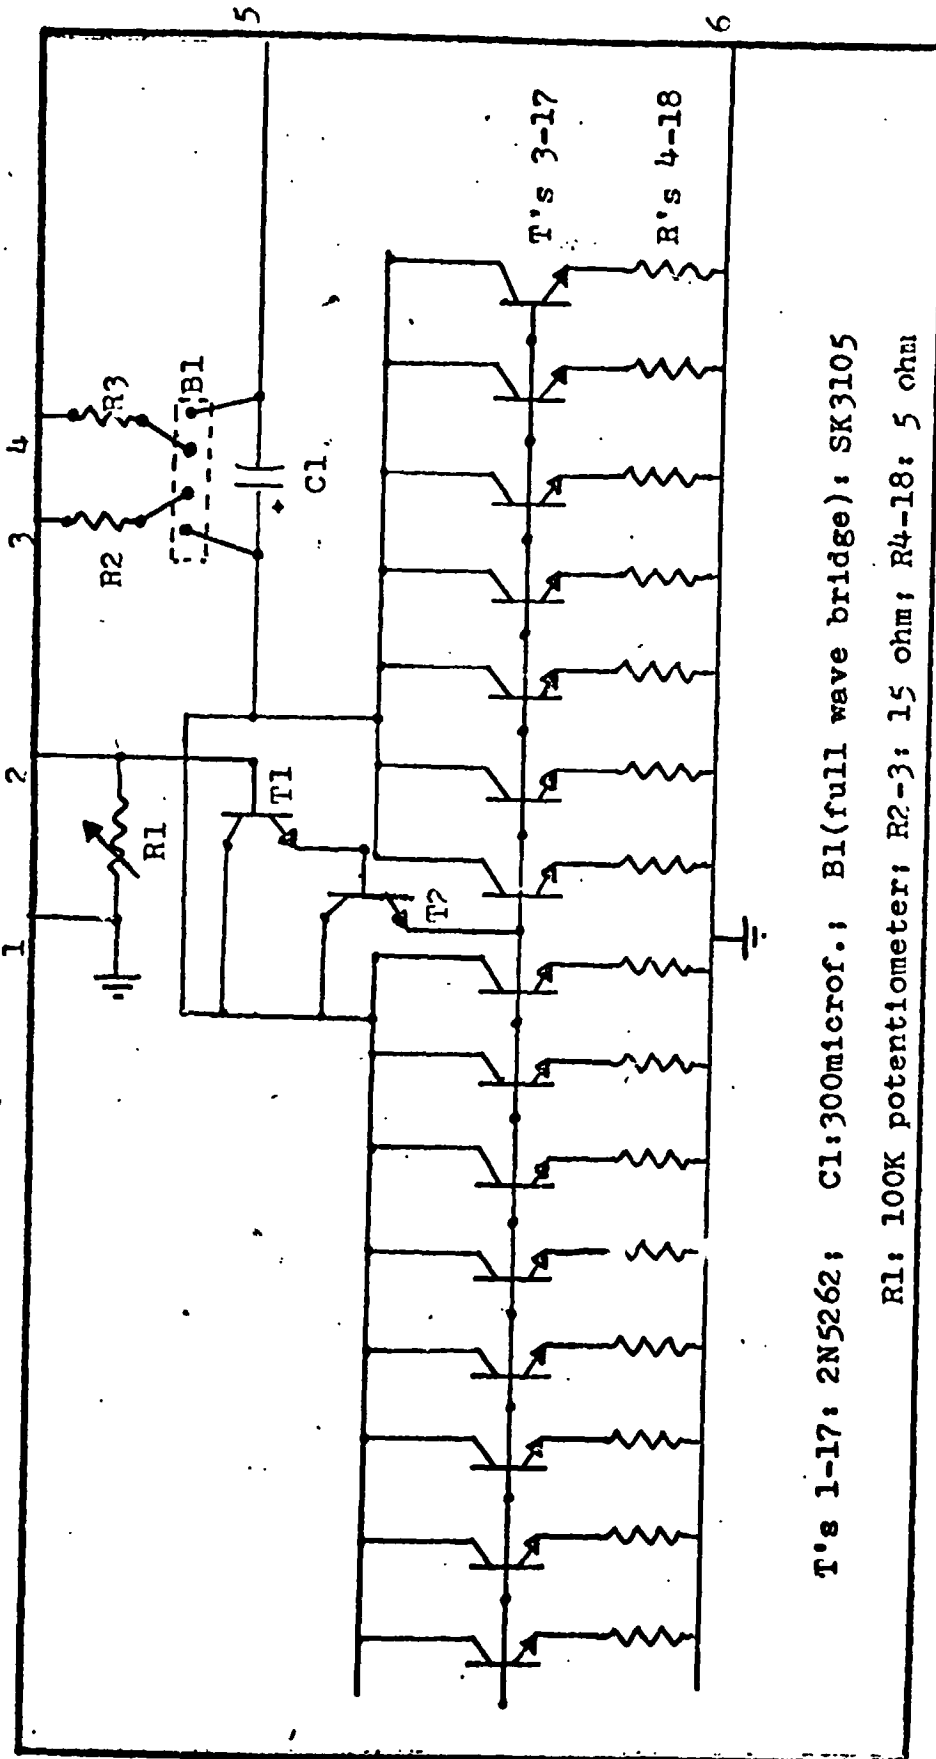 1
2
3
4
5
R1
R2
R3
B1
C1
+
T1
T2
T's 3-17
R's 4-18
6
T's 1-17: 2N5262; C1:300microf.; B1(full wave bridge): SK3105
R1: 100K potentiometer; R2-3: 15 ohm; R4-18: 5 ohm